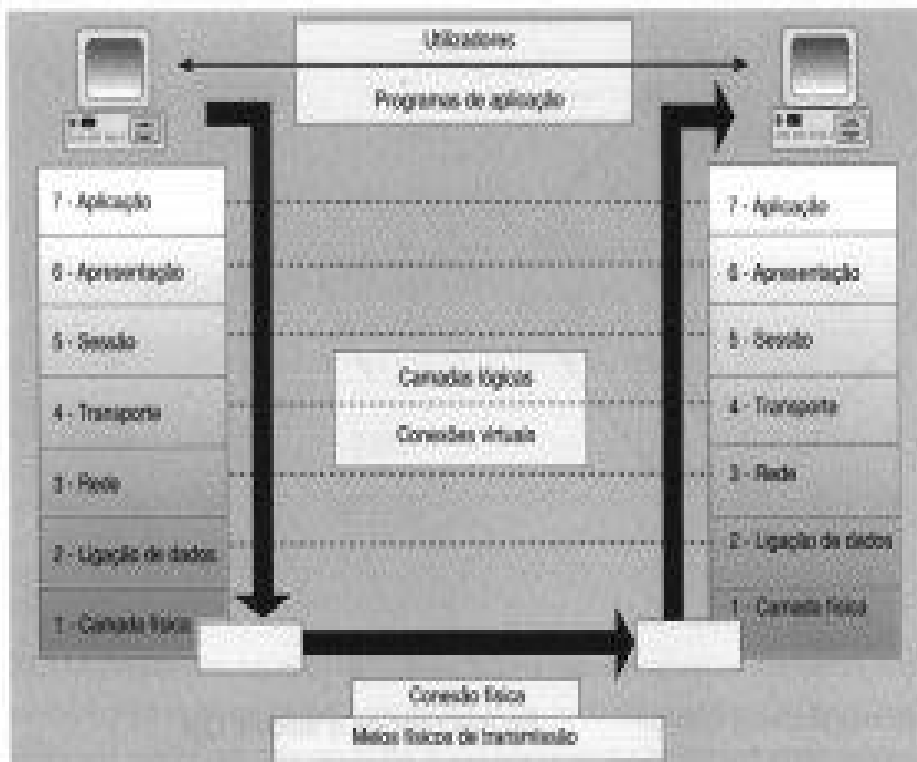 Utilizadores
Programas de aplicação
7 - Aplicação
6 - Apresentação
5 - Sessão
4 - Transporte
3 - Rede
2 - Ligação de dados
1 - Camada física
Camadas lógicas
Conexões virtuais
7 - Aplicação
6 - Apresentação
5 - Sessão
4 - Transporte
3 - Rede
2 - Ligação de dados
1 - Camada física
Conexão física
Meios físicos de transmissão